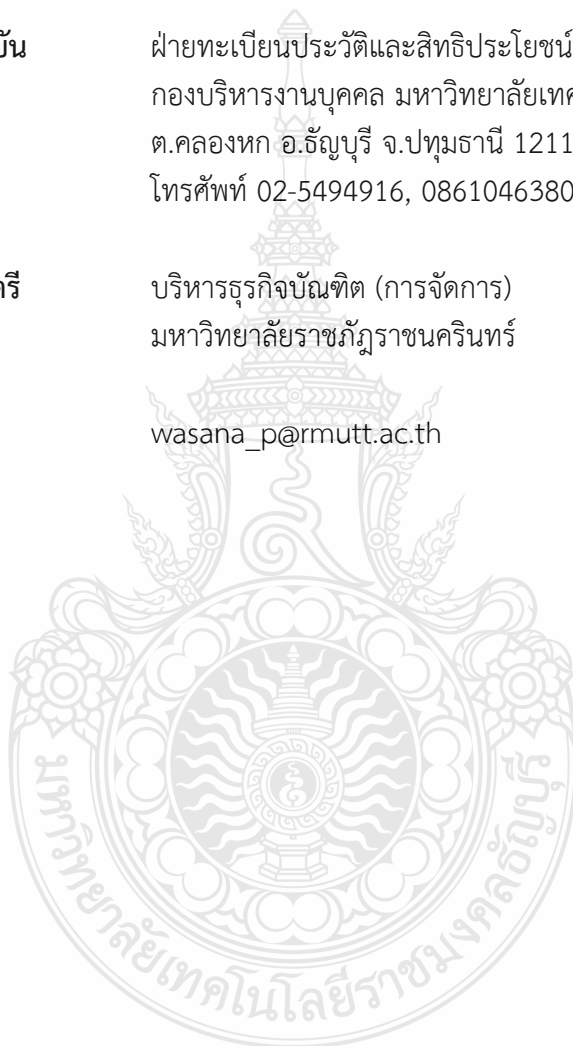 ฝ่ายทะเบียนประวัติและสิทธิประโยชน์
กองบริหารงานบุคคล มหาวิทยาลัย
ต.คลองหก อ.ธัญบุรี จ.ปทุมธานี 1211
โทรศัพท์ 02-5494916, 0861046380
บริหารธุรกิจบัณฑิต (การจัดการ)
มหาวิทยาลัยราชภัฏราชนครินทร์
wasana_p@rmutt.ac.th
มหาวิทยาลัยเทคโนโลยีราชมงคลธัญบุรี